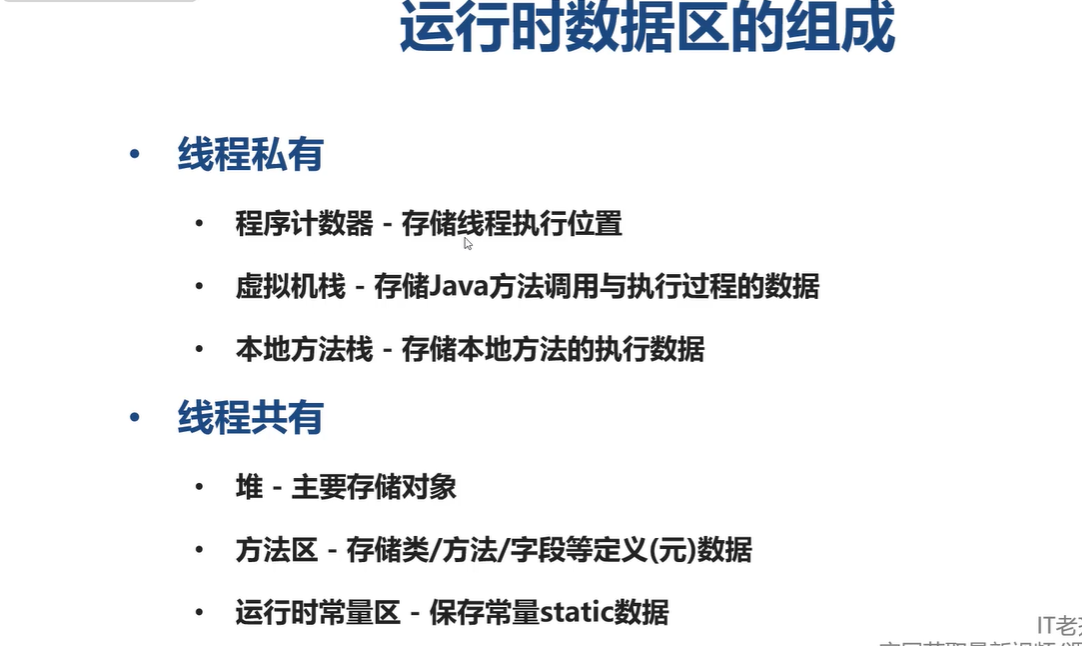 运行时数据区的组成
• 线程私有
• 程序计数器 - 存储线程执行位置
• 虚拟机栈 - 存储Java方法调用与执行过程的数据
• 本地方法栈 - 存储本地方法的执行数据
• 线程共有
• 堆 - 主要存储对象
• 方法区 - 存储类/方法/字段等定义(元)数据
• 运行时常量区 - 保存常量static数据
IT老